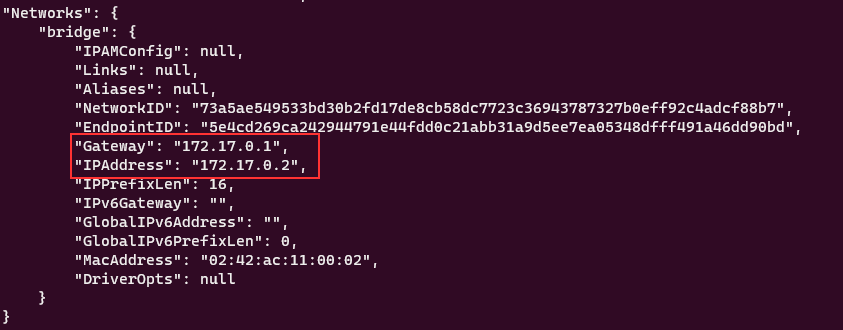 "Networks": {
    "bridge": {
        "IPAMConfig": null,
        "Links": null,
        "Aliases": null,
        "NetworkID": "73a5ae549533bd30b2fd17de8cb58dc7723c36943787327b0eff92c4adcf88b7",
        "EndpointID": "5e4cd269ca242944791e44fdd0c21abb31a9d5ee7ea05348dfff491a46dd90bd",
        "Gateway": "172.17.0.1",
        "IPAddress": "172.17.0.2",
        "IPPrefixLen": 16,
        "IPv6Gateway": "",
        "GlobalIPv6Address": "",
        "GlobalIPv6PrefixLen": 0,
        "MacAddress": "02:42:ac:11:00:02",
        "DriverOpts": null
    }
}